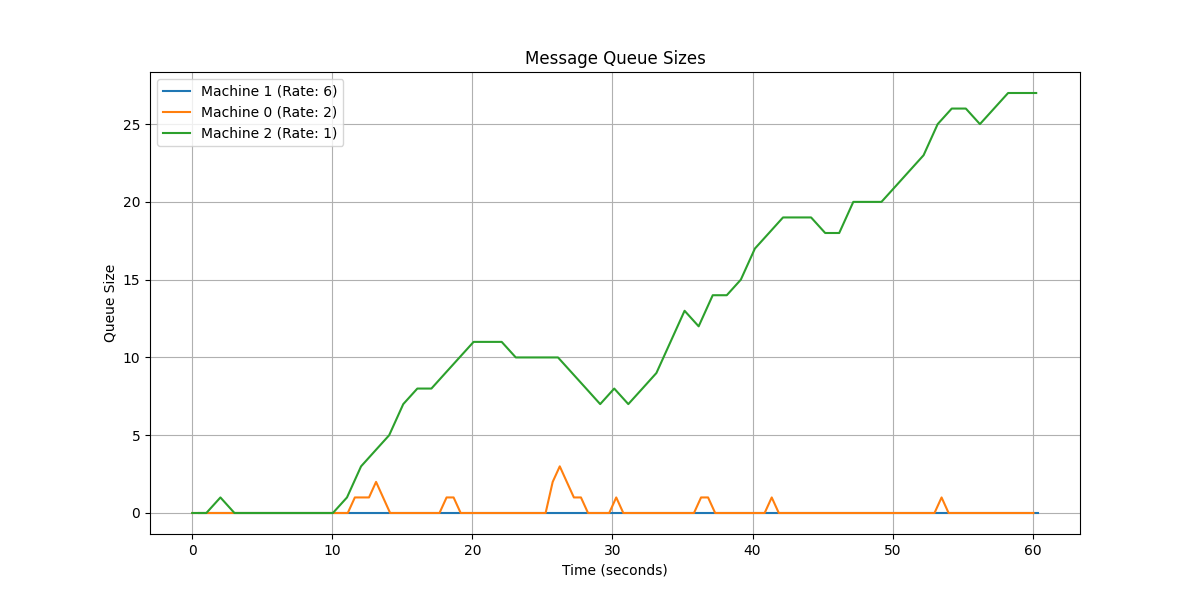 Message Queue Sizes
Machine 1 (Rate: 6)
Machine 0 (Rate: 2)
Machine 2 (Rate: 1)
Queue Size
25
20
15
10
5
0
0 10 20 30 40 50 60
Time (seconds)